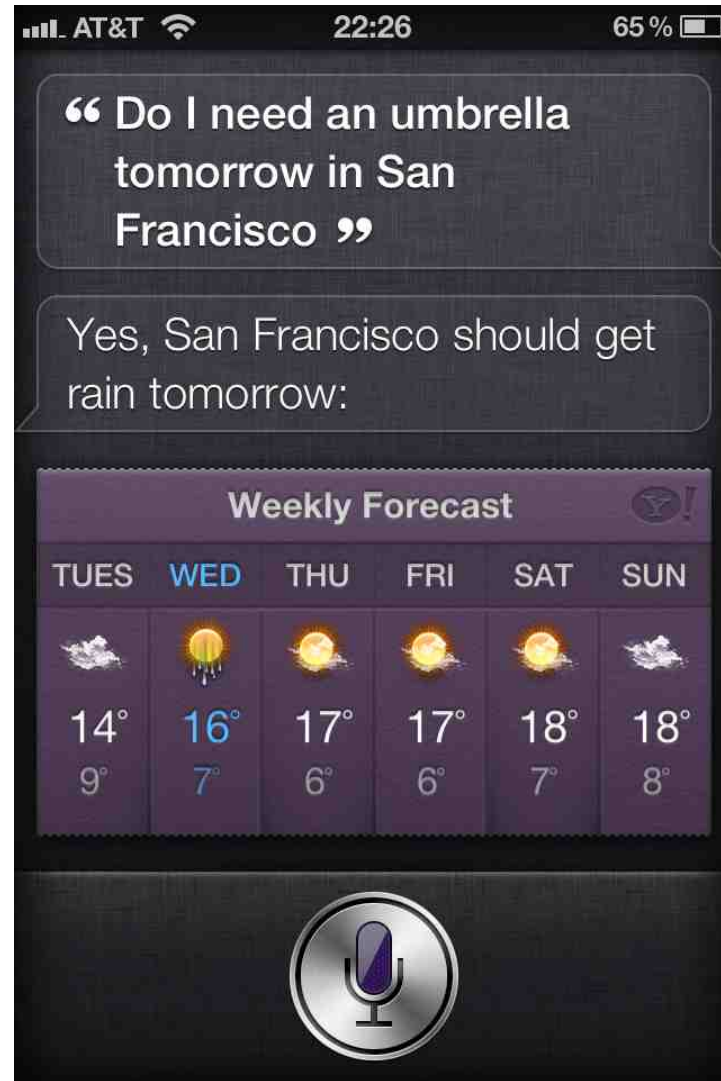 AT&T 22:26 65%
“ Do I need an umbrella
tomorrow in San
Francisco ”
Yes, San Francisco should get
rain tomorrow:
Weekly Forecast Y!
TUES WED THU FRI SAT SUN
14° 16° 17° 17° 18° 18°
9° 7° 6° 6° 7° 8°